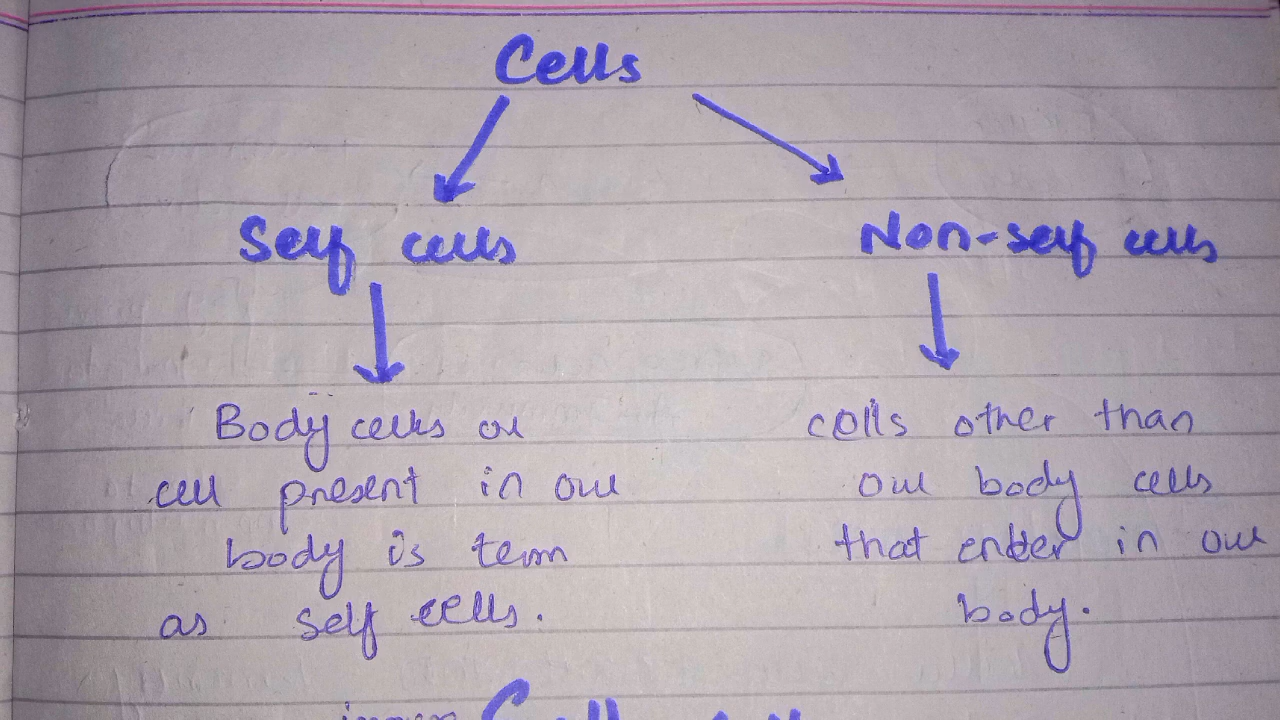 Cells
Self cells
Non-self cells
Body cells or
cell present in our
body is term
as self cells.
cells other than
our body cells
that enter in our
body.